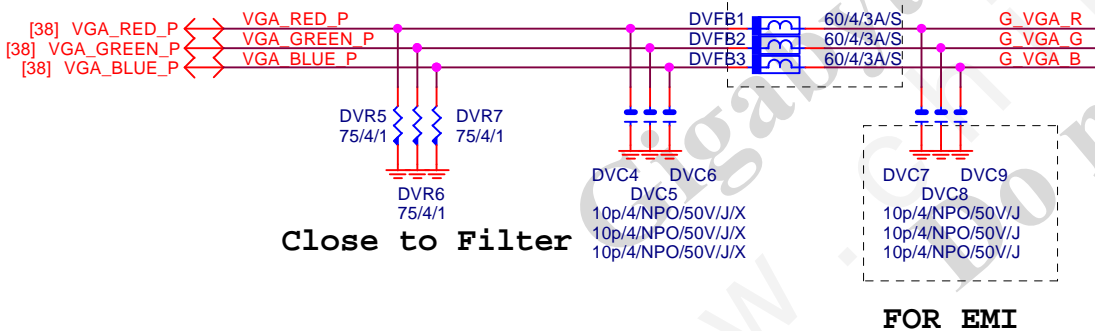 [38] VGA_RED_P VGA_RED_P DVFB1 60/4/3A/S G_VGA_R
[38] VGA_GREEN_P VGA_GREEN_P DVFB2 60/4/3A/S G_VGA_G
[38] VGA_BLUE_P VGA_BLUE_P DVFB3 60/4/3A/S G_VGA_B
DVR5 DVR7
75/4/1 75/4/1
DVR6
75/4/1
Close to Filter
DVC4 DVC6
DVC5
10p/4/NPO/50V/J/X
10p/4/NPO/50V/J/X
10p/4/NPO/50V/J/X
DVC7 DVC9
DVC8
10p/4/NPO/50V/J
10p/4/NPO/50V/J
10p/4/NPO/50V/J
FOR EMI